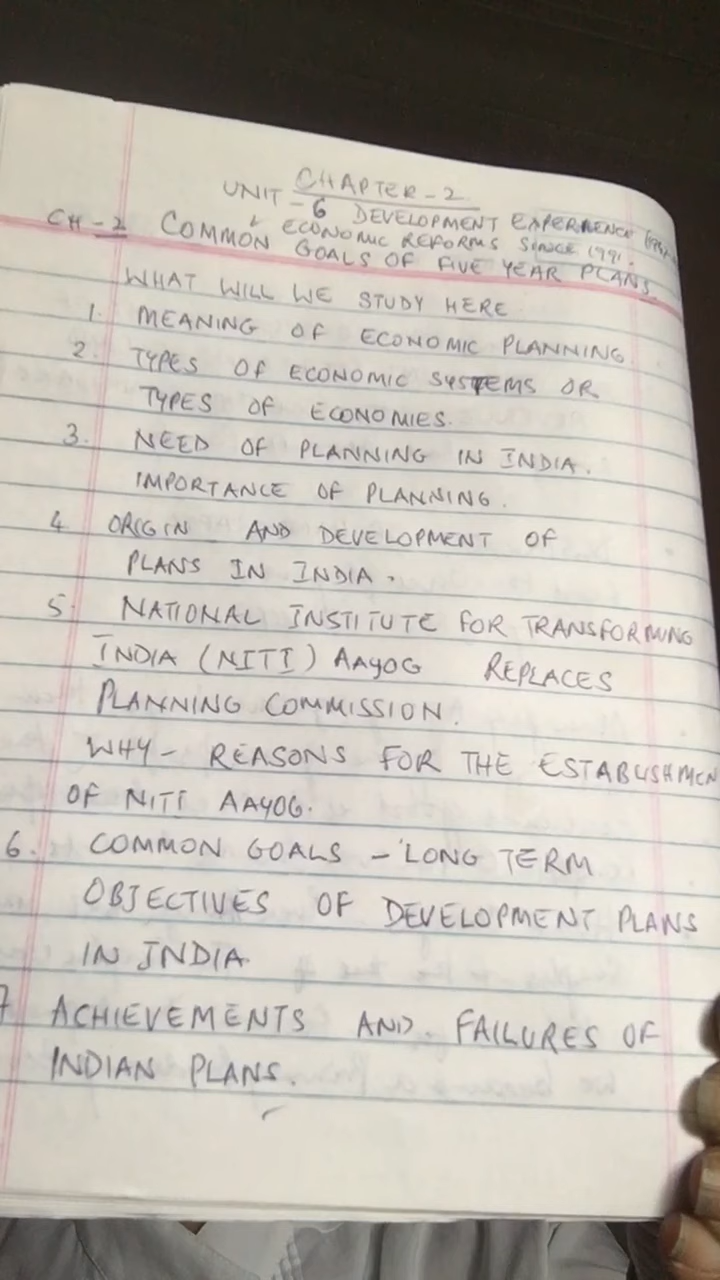 CHAPTER - 2
UNIT - 6 DEVELOPMENT EXPERIENCE
& ECONOMIC REFORMS SINCE 1991.
CH - 2 COMMON GOALS OF FIVE YEAR PLANS.
WHAT WILL WE STUDY HERE
1. MEANING OF ECONOMIC PLANNING.
2. TYPES OF ECONOMIC SYSTEMS OR
TYPES OF ECONOMIES.
3. NEED OF PLANNING IN INDIA.
IMPORTANCE OF PLANNING.
4. ORIGIN AND DEVELOPMENT OF
PLANS IN INDIA.
5. NATIONAL INSTITUTE FOR TRANSFORMING
INDIA (NITI) AAYOG REPLACES
PLANNING COMMISSION.
WHY - REASONS FOR THE ESTABLISHMEN
OF NITI AAYOG.
6. COMMON GOALS - LONG TERM
OBJECTIVES OF DEVELOPMENT PLANS
IN INDIA.
7 ACHIEVEMENTS AND FAILURES OF
INDIAN PLANS.